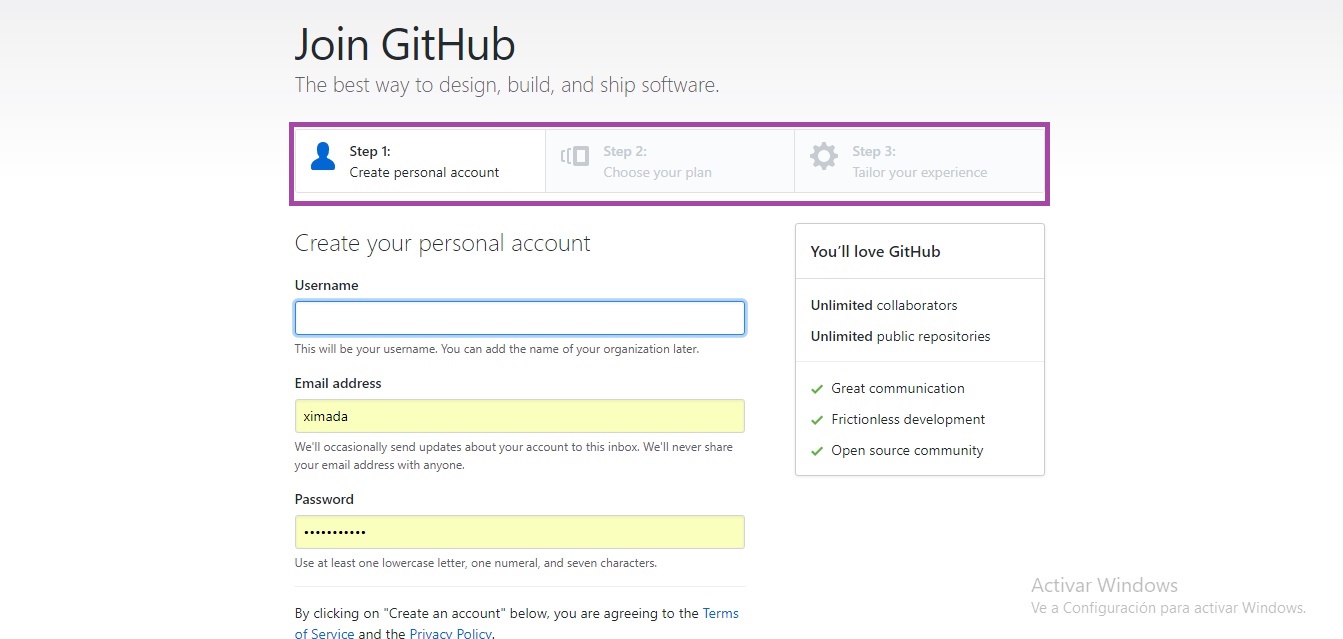 Join GitHub
The best way to design, build, and ship software.
Step 1:
Create personal account
Step 2:
Choose your plan
Step 3:
Tailor your experience
Create your personal account
Username
This will be your username. You can add the name of your organization later.
Email address
ximada
We'll occasionally send updates about your account to this inbox. We'll never share
your email address with anyone.
Password
•••••••••••
Use at least one lowercase letter, one numeral, and seven characters.
By clicking on "Create an account" below, you are agreeing to the Terms
of Service and the Privacy Policy.
You’ll love GitHub
Unlimited collaborators
Unlimited public repositories
Great communication
Frictionless development
Open source community
Activar Windows
Ve a Configuración para activar Windows.